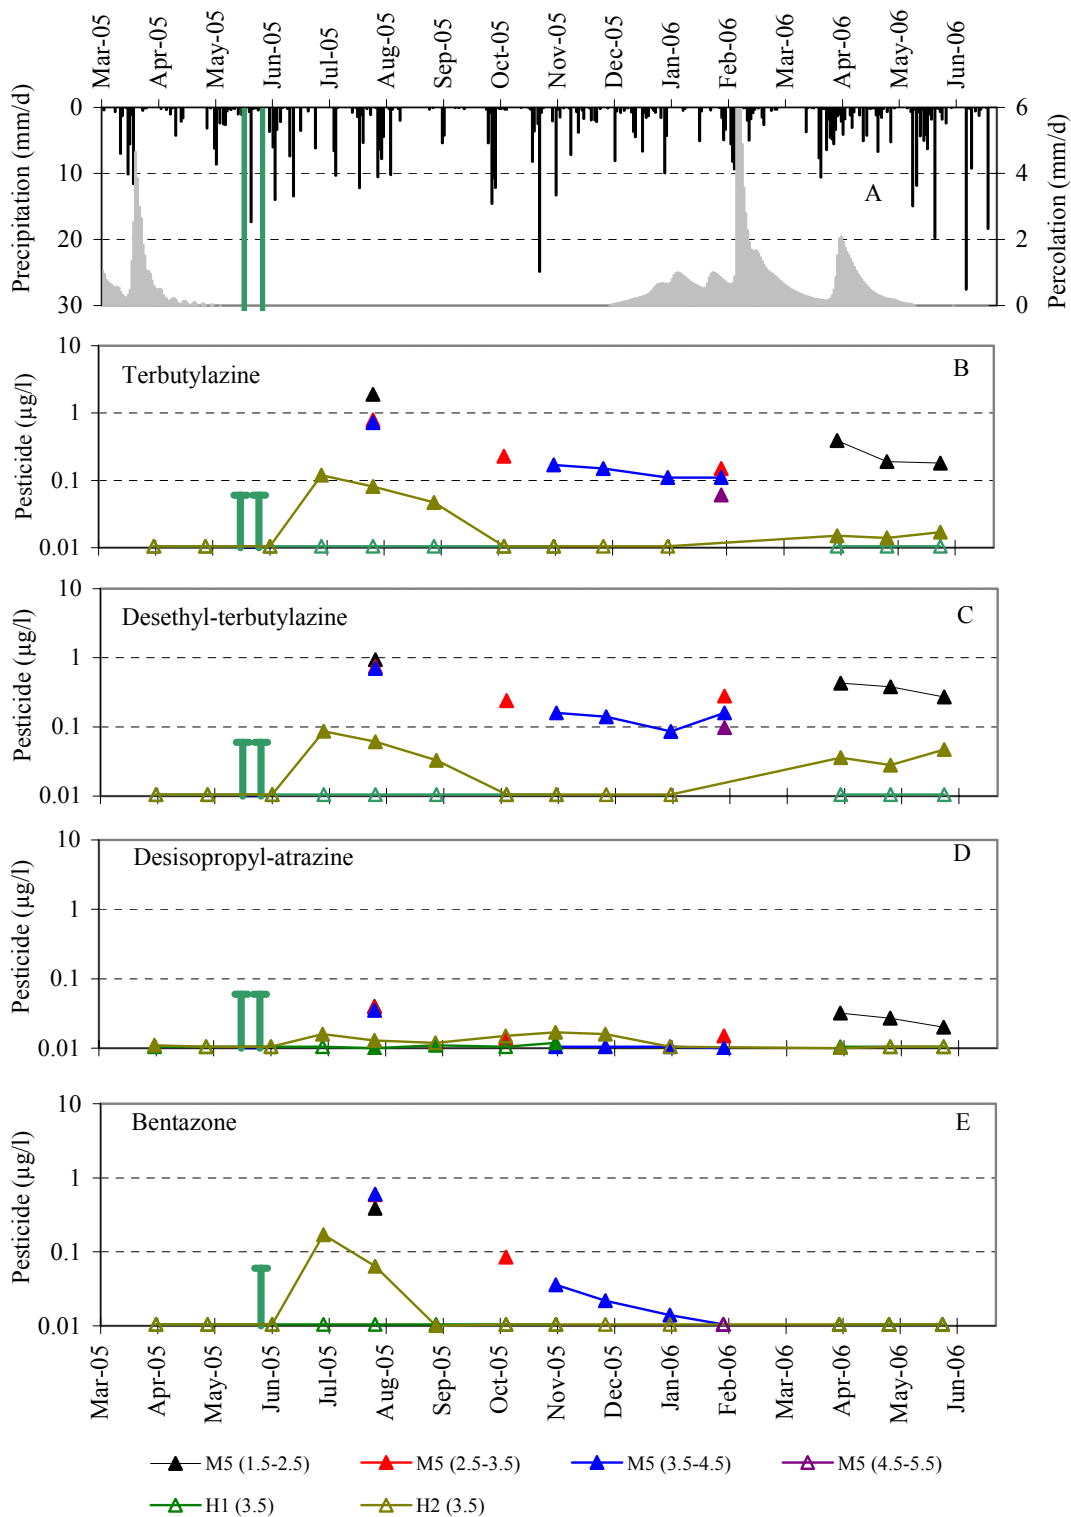 Mar-05 Apr-05 May-05 Jun-05 Jul-05 Aug-05 Sep-05 Oct-05 Nov-05 Dec-05 Jan-06 Feb-06 Mar-06 Apr-06 May-06 Jun-06
Precipitation (mm/d)
0
10
20
30
A
6
4
2
0
Percolation (mm/d)
Pesticide (µg/l)
10
1
0.1
0.01
Terbutylazine
B
Pesticide (µg/l)
10
1
0.1
0.01
Desethyl-terbutylazine
C
Pesticide (µg/l)
10
1
0.1
0.01
Desisopropyl-atrazine
D
Pesticide (µg/l)
10
1
0.1
0.01
Bentazone
E
Mar-05 Apr-05 May-05 Jun-05 Jul-05 Aug-05 Sep-05 Oct-05 Nov-05 Dec-05 Jan-06 Feb-06 Mar-06 Apr-06 May-06 Jun-06
M5 (1.5-2.5) M5 (2.5-3.5) M5 (3.5-4.5) M5 (4.5-5.5)
H1 (3.5) H2 (3.5)